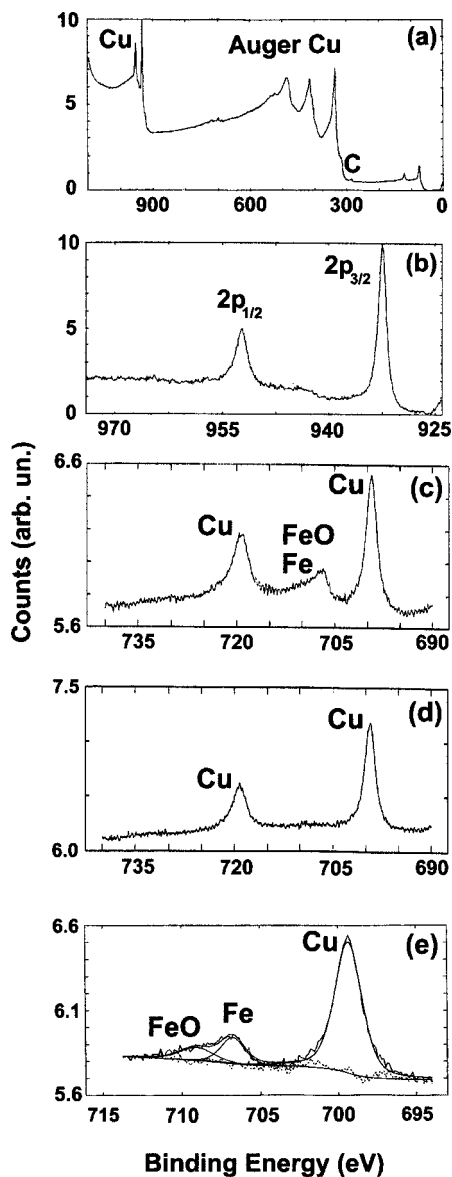 10
Cu
Auger Cu
(a)
5
C
0
900
600
300
0
10
(b)
2p3/2
2p1/2
5
0
970
955
940
925
Counts (arb. un.)
6.6
(c)
Cu
FeO
Fe
Cu
5.6
735
720
705
690
7.5
(d)
Cu
Cu
6.0
735
720
705
690
6.6
(e)
Cu
6.1
FeO
Fe
5.6
715
710
705
700
695
Binding Energy (eV)